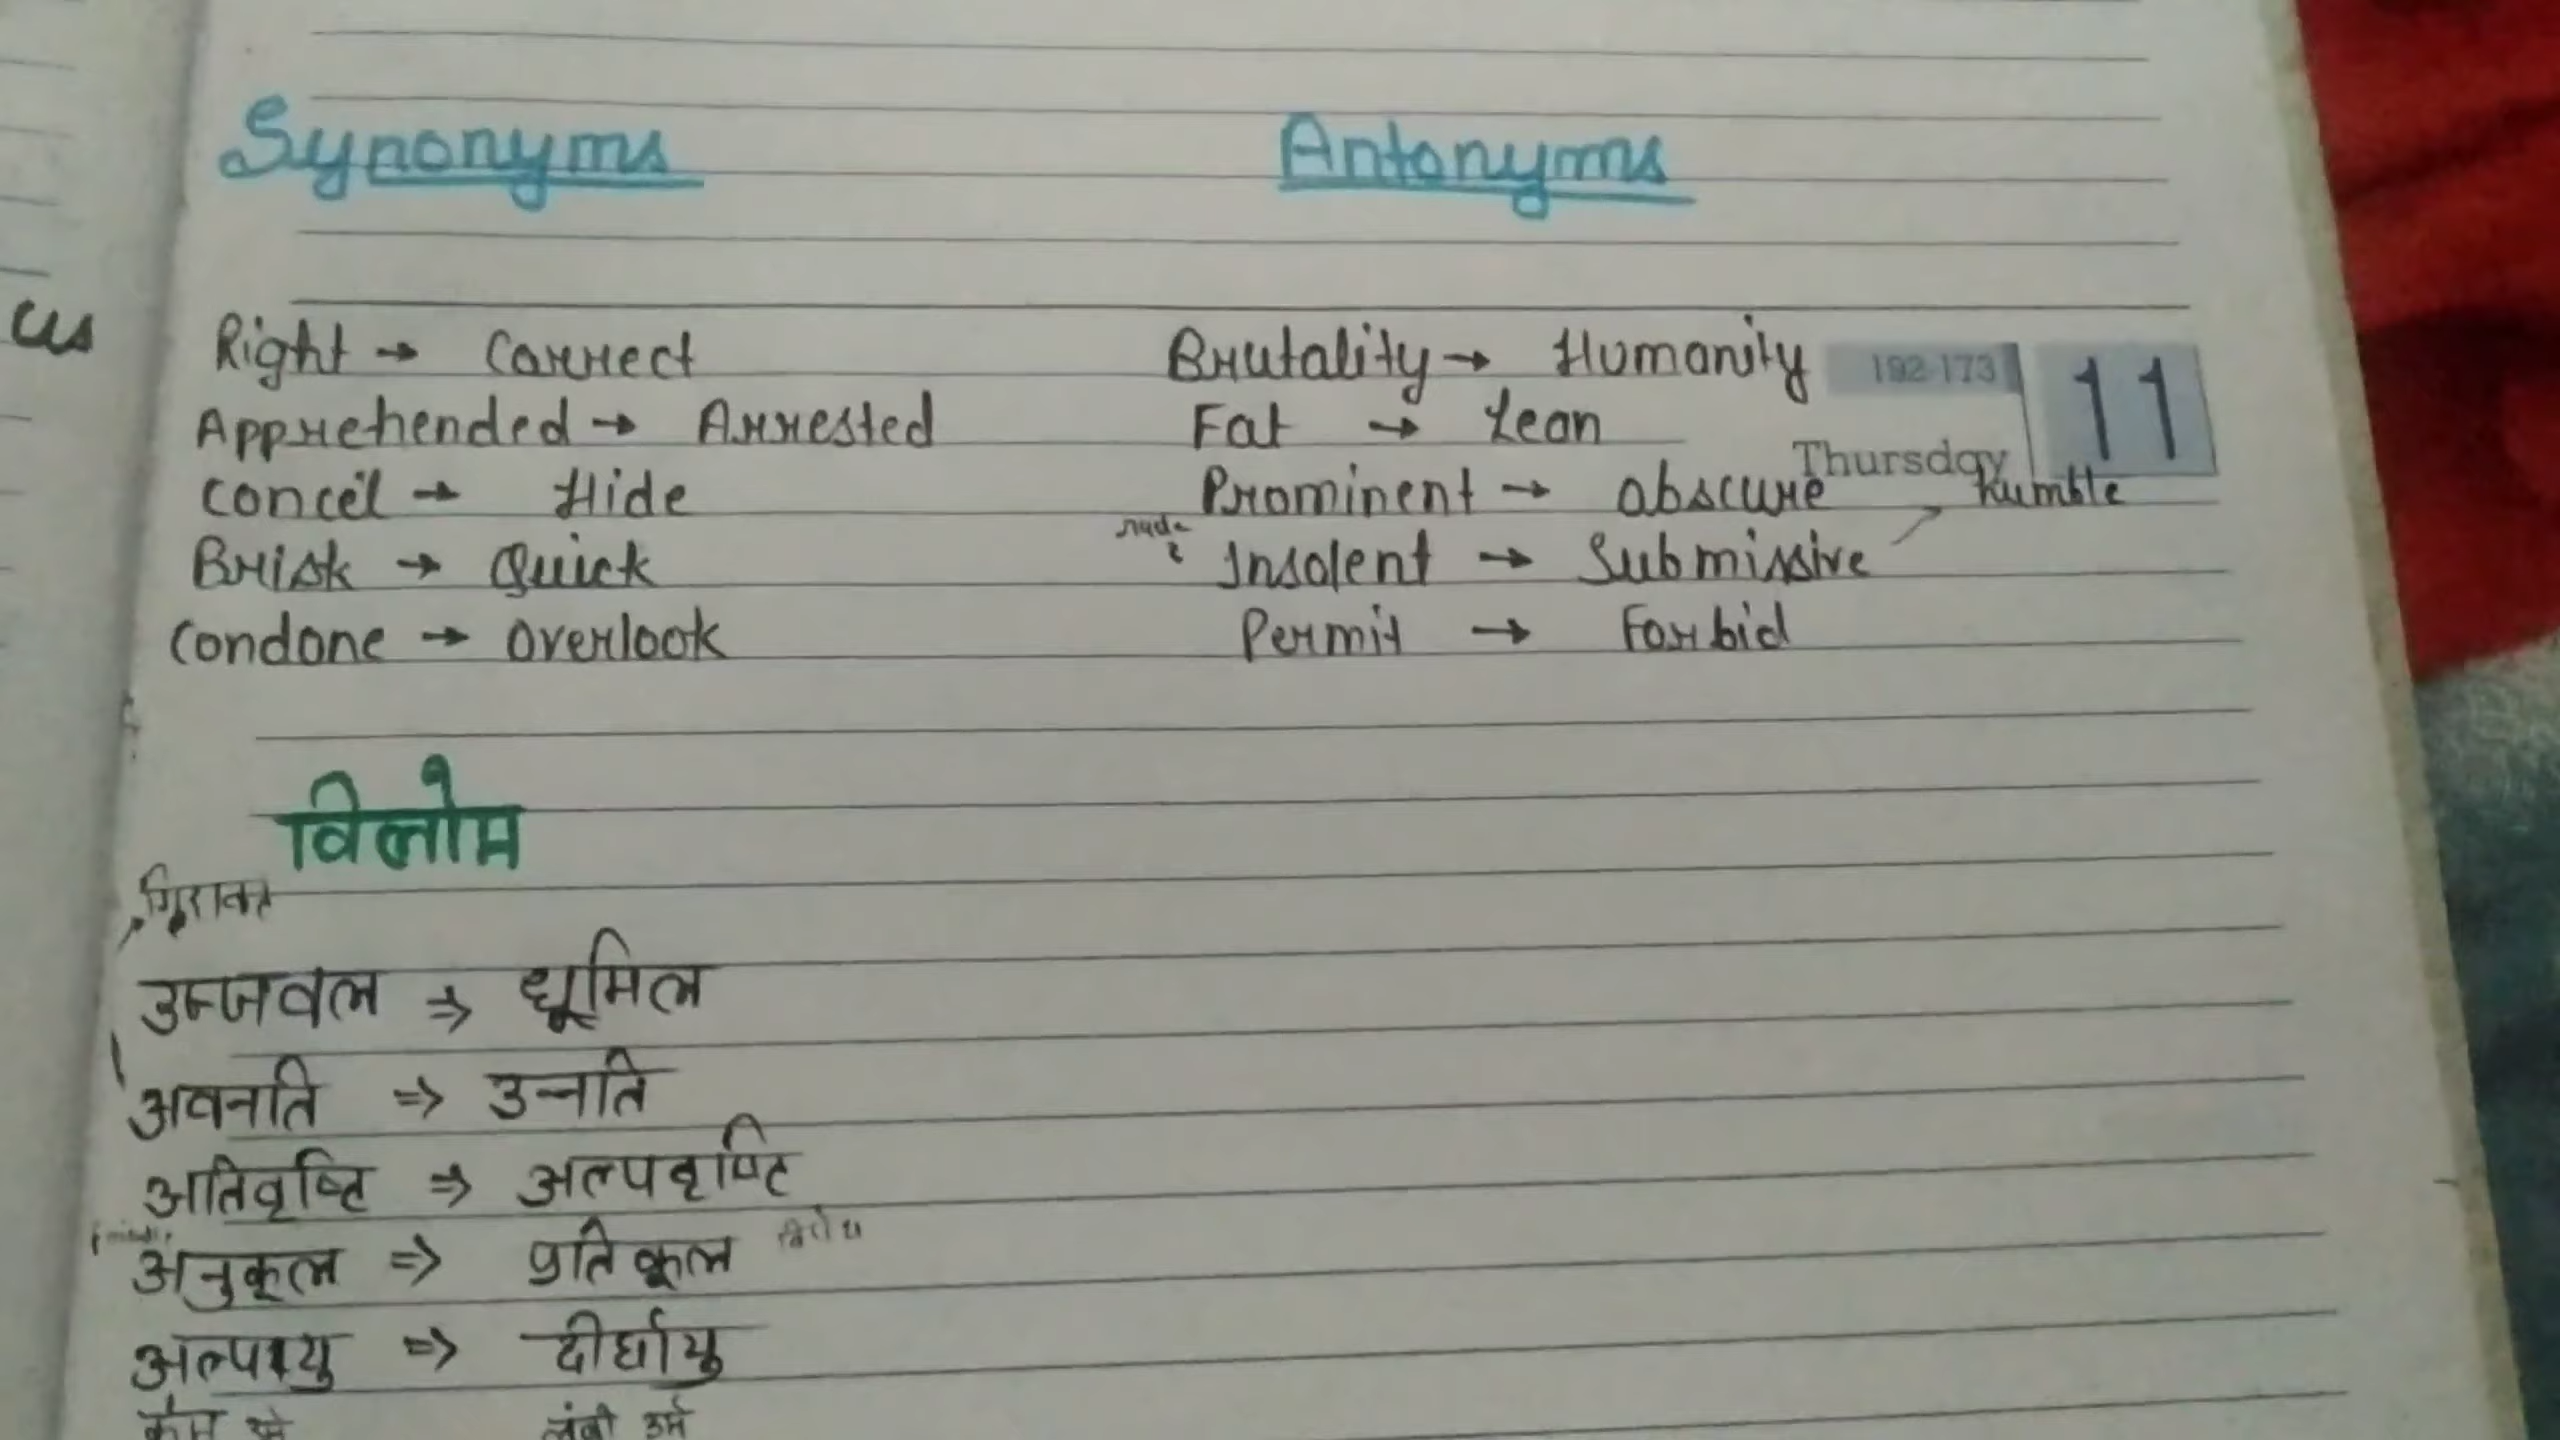 Synonyms Antonyms
us
Right → Correct Brutality → Humanity 192-173 11
Apprehended → Arrested Fat → Lean
Thursday
Concel → Hide Prominent → obscure humble
rude
Brisk → Quick Insolent → Submissive
Condone → overlook Permit → Forbid
विलोम
गिरावट
उज्जवल ⇒ धूमिल
अवनति ⇒ उन्नति
अतिवृष्टि ⇒ अल्पवृष्टि
अनुकूल ⇒ प्रतिकूल
अल्पायु ⇒ दीर्घायु
लंबी उम्र